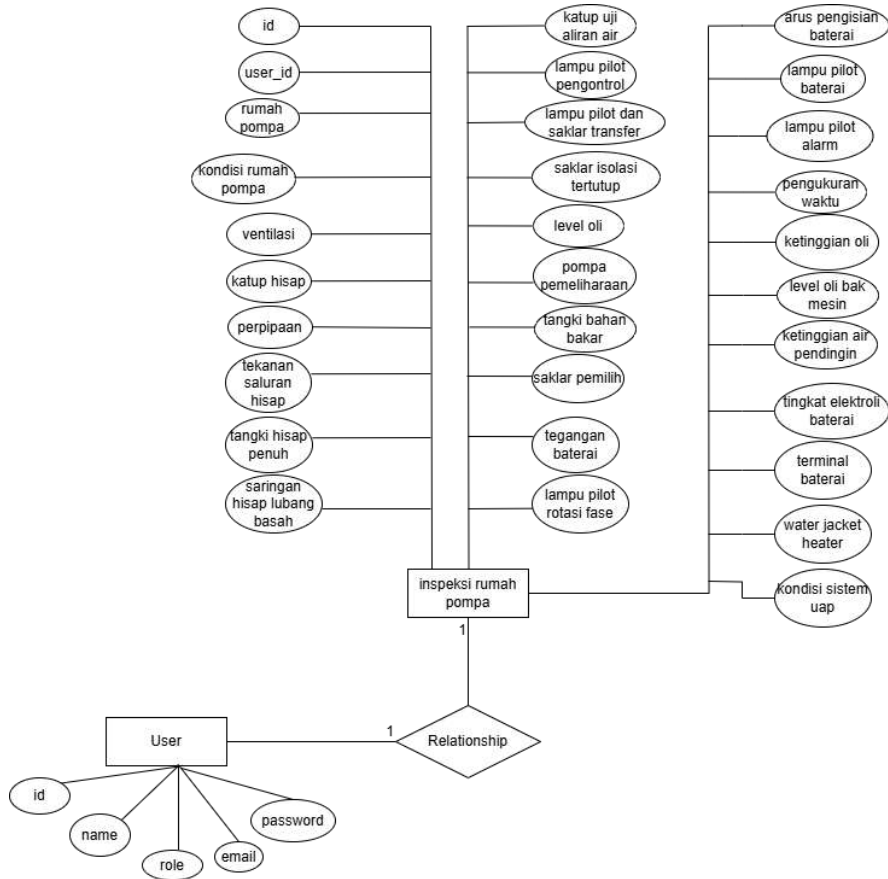 id
user_id
rumah
pompa
kondisi rumah
pompa
ventilasi
katup hisap
perpipaan
tekanan
saluran
hisap
tangki hisap
penuh
saringan
hisap lubang
basah
katup uji
aliran air
lampu pilot
pengontrol
lampu pilot dan
saklar transfer
saklar isolasi
tertutup
level oli
pompa
pemeliharaan
tangki bahan
bakar
saklar pemilih
tegangan
baterai
lampu pilot
rotasi fase
arus pengisian
baterai
lampu pilot
baterai
lampu pilot
alarm
pengukuran
waktu
ketinggian oli
level oli bak
mesin
ketinggian air
pendingin
tingkat elektroli
baterai
terminal
baterai
water jacket
heater
kondisi sistem
uap
inspeksi rumah
pompa
1
1
Relationship
User
id
name
role
email
password